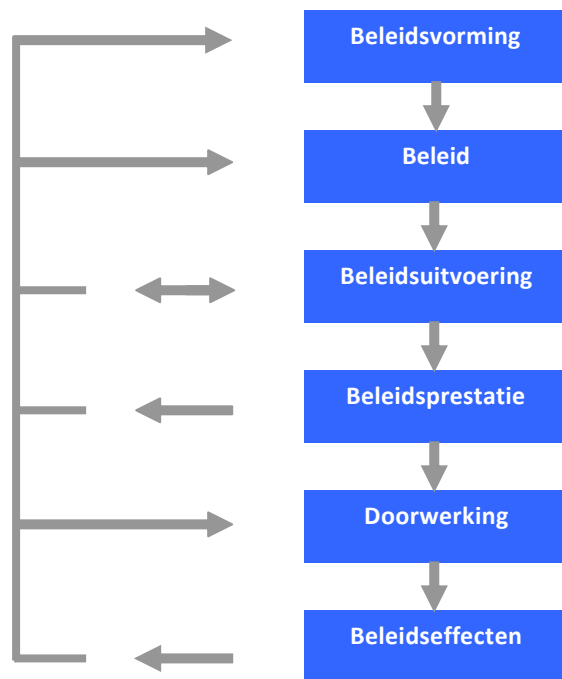 Beleidsvorming
Beleid
Beleidsuitvoering
Beleidsprestatie
Doorwerking
Beleidseffecten